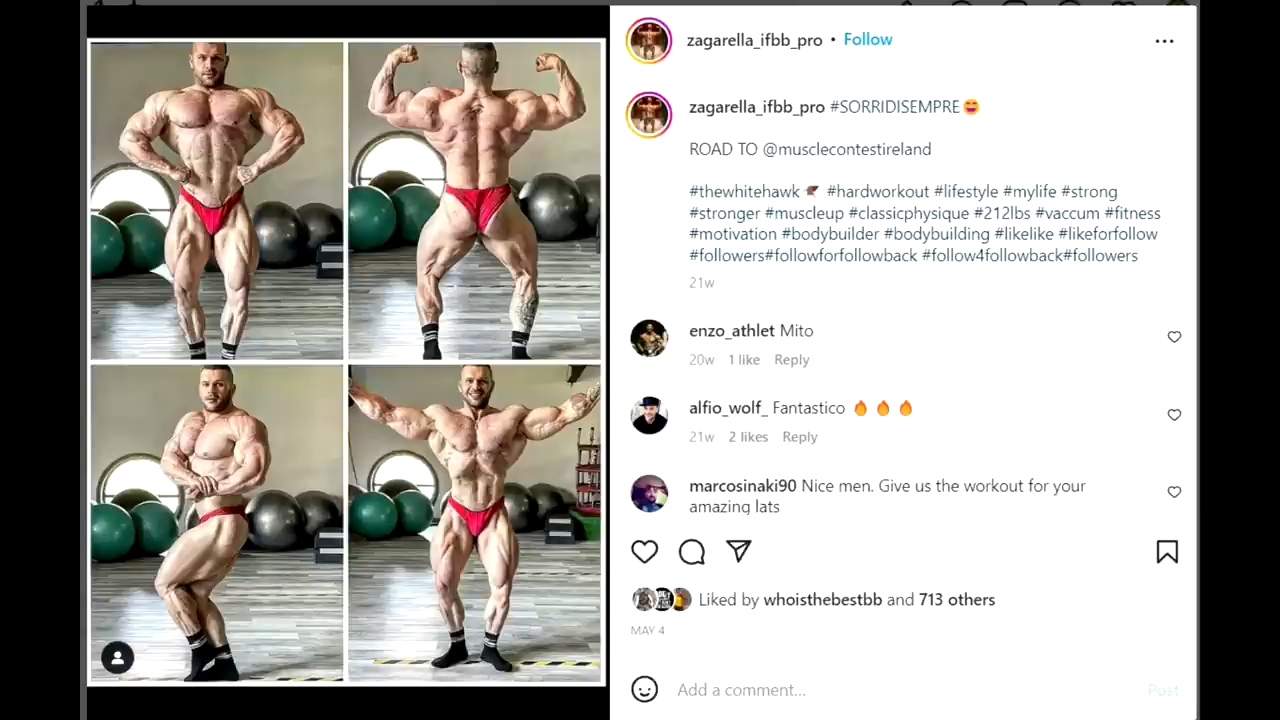 zagarella_ifbb_pro • Follow
zagarella_ifbb_pro #SORRIDISEMPRE😄
ROAD TO @musclecontestireland
#thewhitehawk #hardworkout #lifestyle #mylife #strong
#stronger #muscleup #classicphysique #212lbs #vaccum #fitness
#motivation #bodybuilder #bodybuilding #likelike #likeforfollow
#followers#followforfollowback #follow4followback#followers
21w
enzo_athlet Mito
20w 1 like Reply
alfio_wolf_ Fantastico 🔥 🔥 🔥
21w 2 likes Reply
marcosinaki90 Nice men. Give us the workout for your
amazing lats
Liked by whoisthebestbb and 713 others
MAY 4
Add a comment... Post